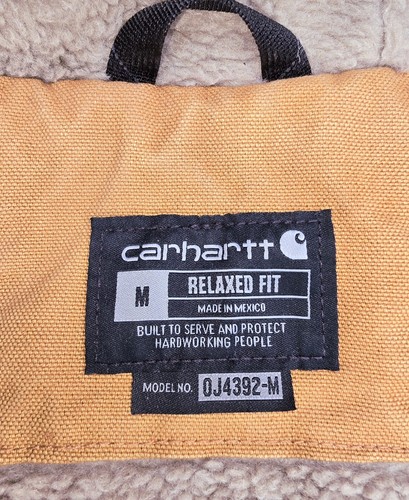 carhartt
M
RELAXED FIT
MADE IN MEXICO
BUILT TO SERVE AND PROTECT
HARDWORKING PEOPLE
MODEL NO. OJ4392-M